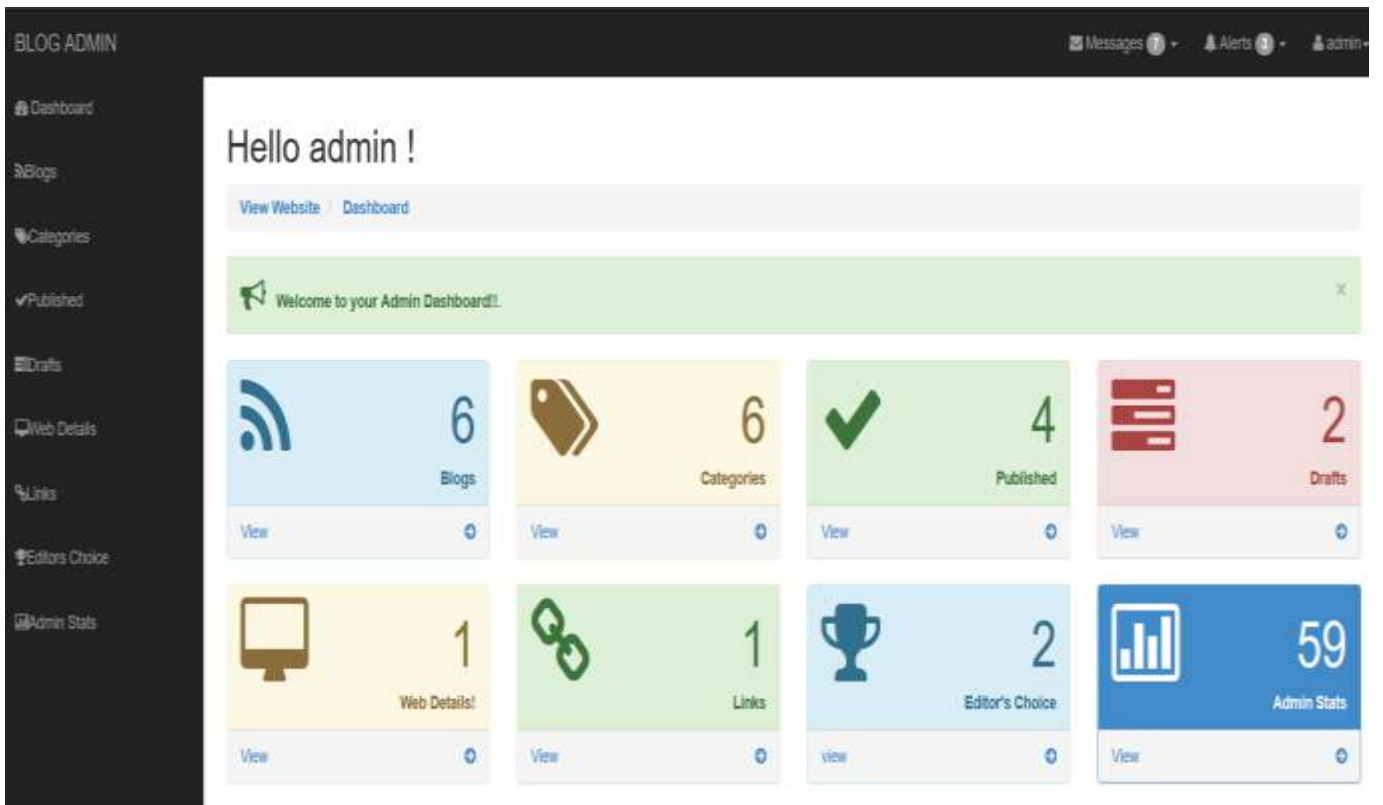 BLOG ADMIN
Messages 7
Alerts 3
admin
Dashboard
Blogs
Categories
Published
Drafts
Web Details
Links
Editors Choice
Admin Stats
Hello admin !
View Website / Dashboard
Welcome to your Admin Dashboard!!.
x
6
Blogs
View
6
Categories
View
4
Published
View
2
Drafts
View
1
Web Details!
View
1
Links
View
2
Editor's Choice
view
59
Admin Stats
View